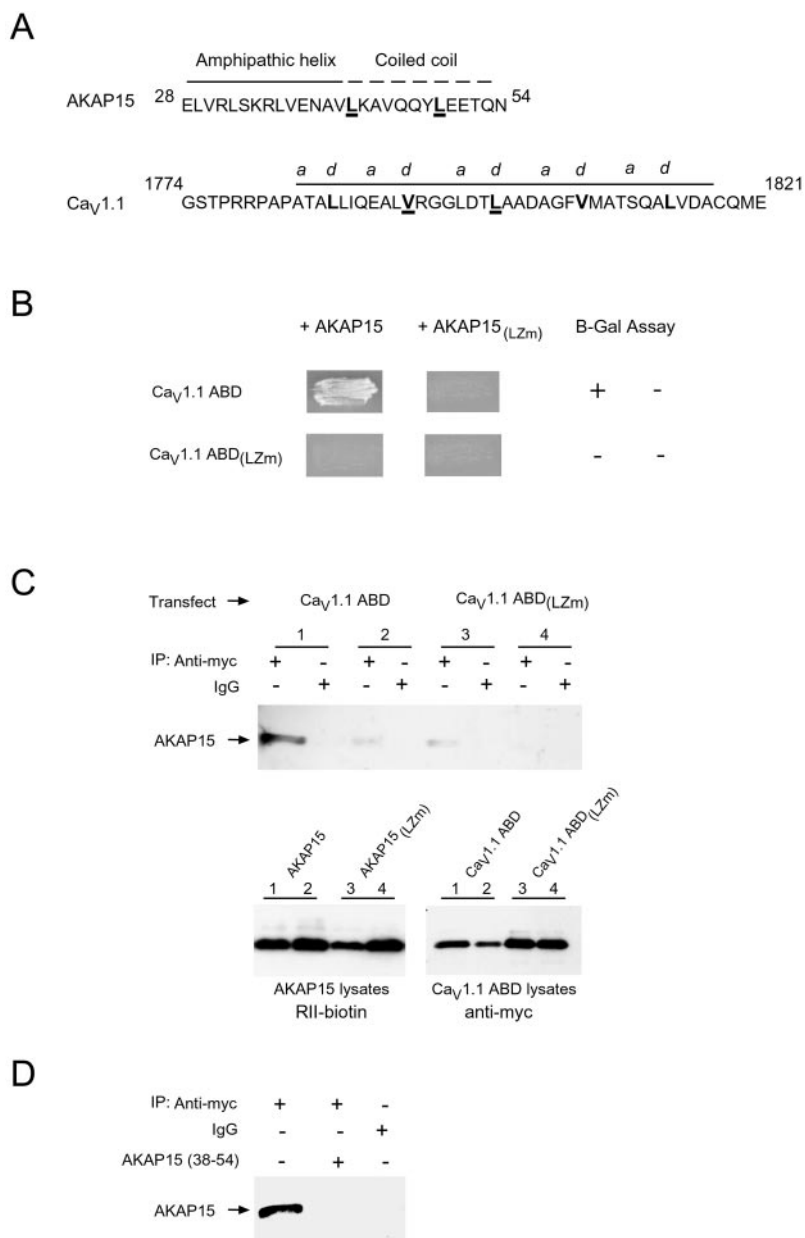 A
Amphipathic helix Coiled coil
AKAP15 28 ELVRLSKRLVENAVLKAVQQYLEETQN 54
a d a d a d a d a d
CaV1.1 1774 GSTPRRPAPATALLIQEALVRGGLDTLAADAGFVMATSQALVDACQME 1821
B
+ AKAP15 + AKAP15(LZm) B-Gal Assay
CaV1.1 ABD + -
CaV1.1 ABD(LZm) - -
C
Transfect CaV1.1 ABD CaV1.1 ABD(LZm)
1 2 3 4
IP: Anti-myc + - + - + - + -
IgG - + - + - + - +
AKAP15
AKAP15 AKAP15(LZm) CaV1.1 ABD CaV1.1 ABD(LZm)
1 2 3 4 1 2 3 4
AKAP15 lysates CaV1.1 ABD lysates
RII-biotin anti-myc
D
IP: Anti-myc + + -
IgG - - +
AKAP15 (38-54) - + -
AKAP15